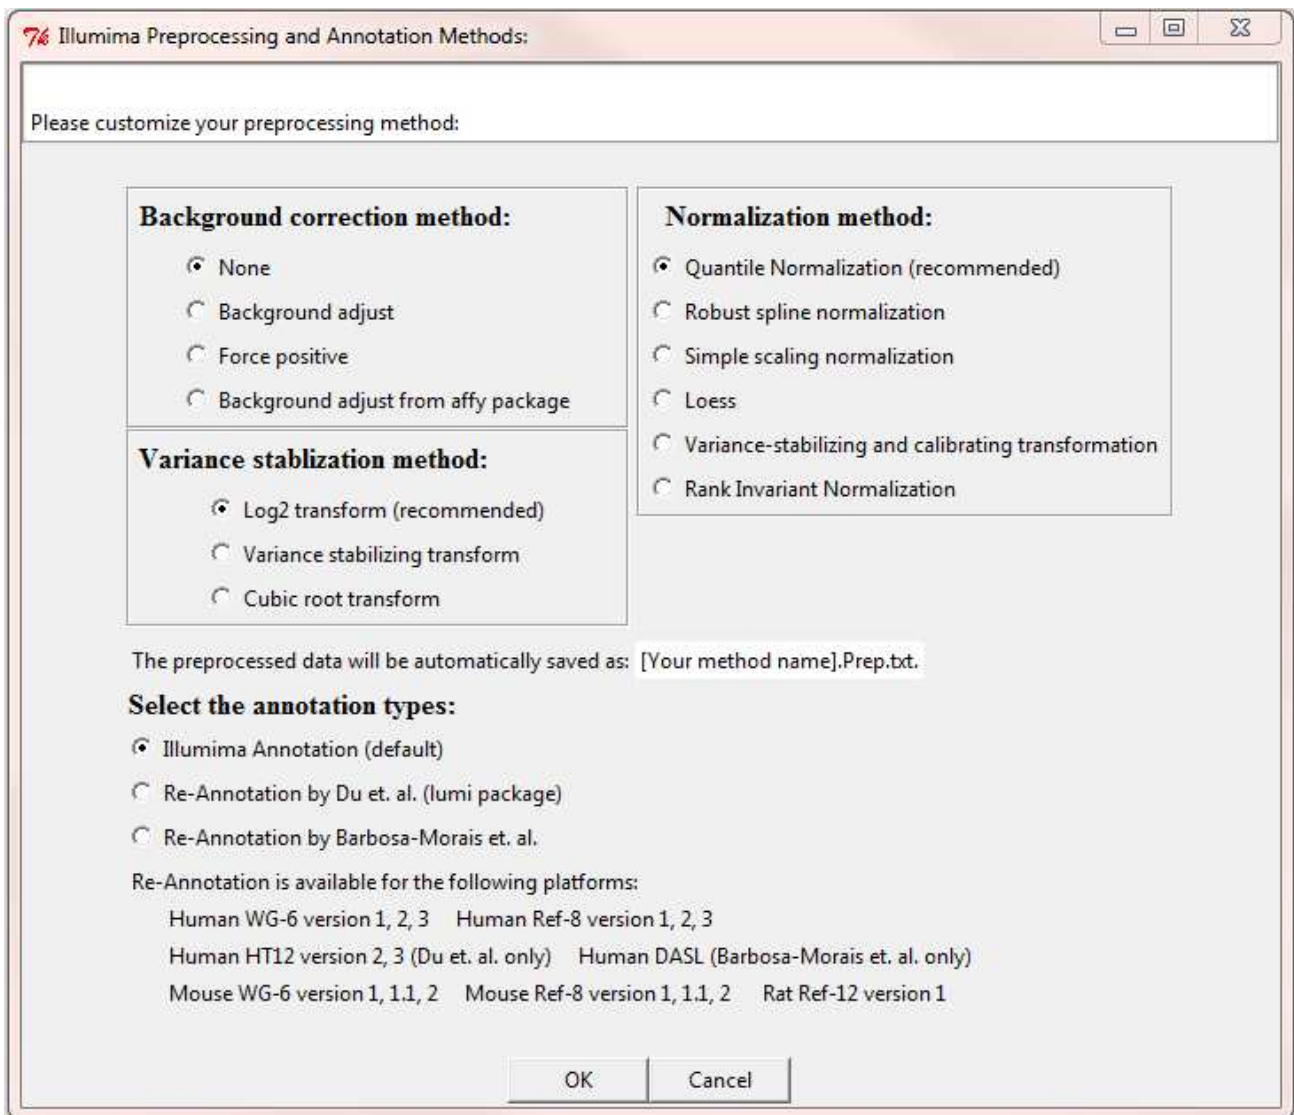 Illumima Preprocessing and Annotation Methods:
Please customize your preprocessing method:
Background correction method:
None
Background adjust
Force positive
Background adjust from affy package
Variance stablization method:
Log2 transform (recommended)
Variance stabilizing transform
Cubic root transform
Normalization method:
Quantile Normalization (recommended)
Robust spline normalization
Simple scaling normalization
Loess
Variance-stabilizing and calibrating transformation
Rank Invariant Normalization
The preprocessed data will be automatically saved as: [Your method name].Prep.txt.
Select the annotation types:
Illumima Annotation (default)
Re-Annotation by Du et. al. (lumi package)
Re-Annotation by Barbosa-Morais et. al.
Re-Annotation is available for the following platforms:
Human WG-6 version 1, 2, 3 Human Ref-8 version 1, 2, 3
Human HT12 version 2, 3 (Du et. al. only) Human DASL (Barbosa-Morais et. al. only)
Mouse WG-6 version 1, 1.1, 2 Mouse Ref-8 version 1, 1.1, 2 Rat Ref-12 version 1
OK Cancel